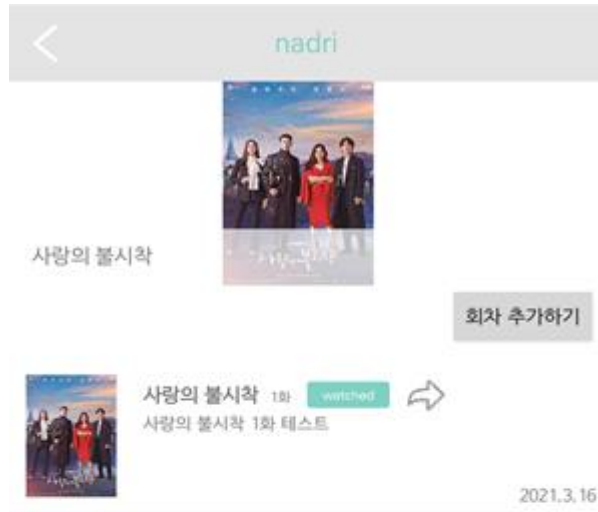 nadri
사랑의 불시착
회차 추가하기
사랑의 불시착 1화 watched
사랑의 불시착 1화 테스트
2021.3.16